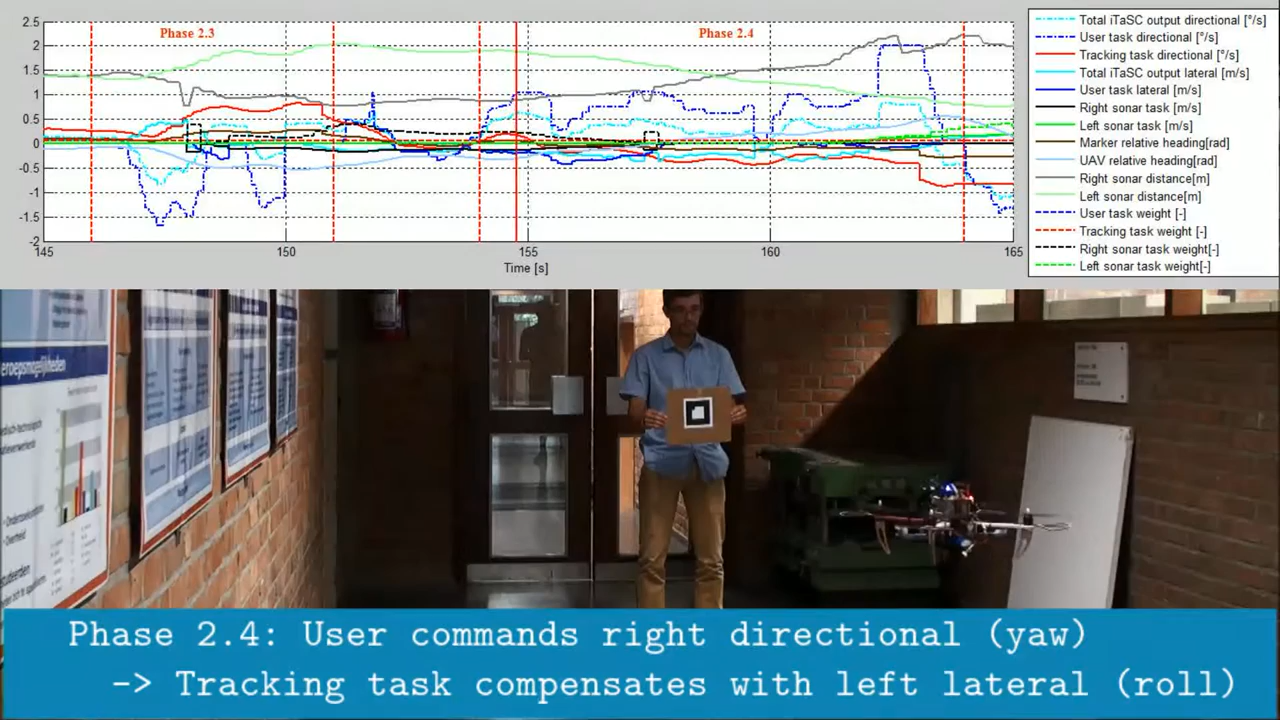 2.5
2
1.5
1
0.5
0
-0.5
-1
-1.5
-2
Phase 2.3
Phase 2.4
145
150
155
160
165
Time [s]
Total iTaSC output directional [°/s]
User task directional [°/s]
Tracking task directional [°/s]
Total iTaSC output lateral [m/s]
User task lateral [m/s]
Right sonar task [m/s]
Left sonar task [m/s]
Marker relative heading[rad]
UAV relative heading[rad]
Right sonar distance[m]
Left sonar distance[m]
User task weight [-]
Tracking task weight [-]
Right sonar task weight[-]
Left sonar task weight[-]
eroepsmogelijkheden
Phase 2.4: User commands right directional (yaw)
-> Tracking task compensates with left lateral (roll)